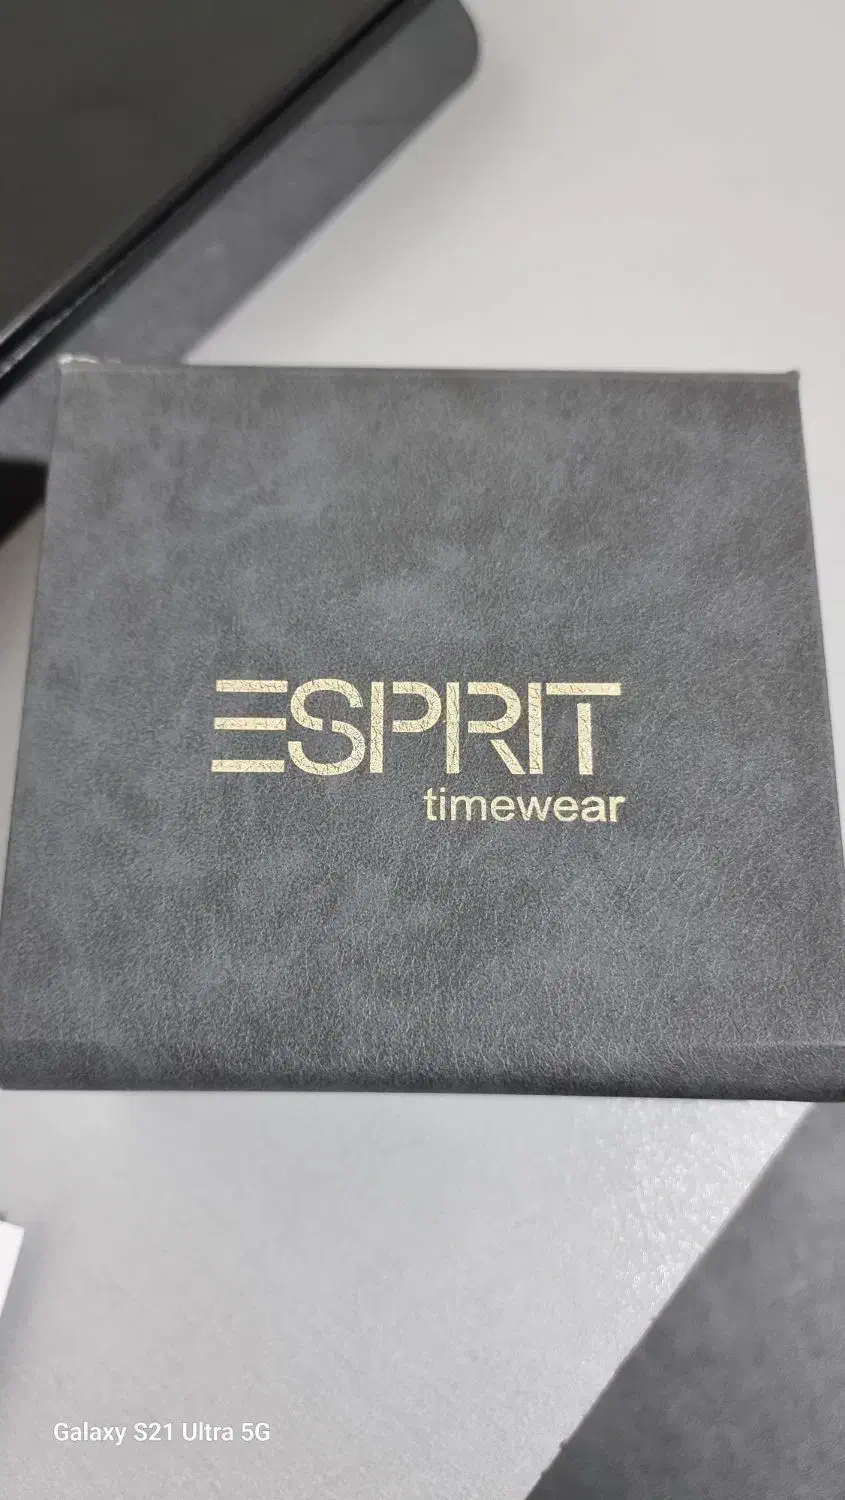 ESPRIT
timewear
Galaxy S21 Ultra 5G